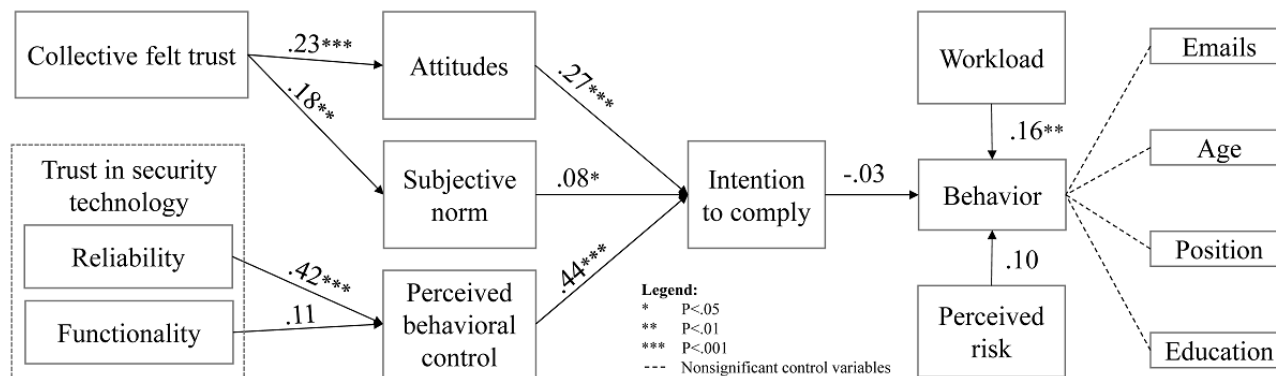 Collective felt trust
.23***
.18**
Attitudes
.27***
Trust in security
technology
Reliability
Functionality
.42***
.11
Subjective
norm
.08*
Perceived
behavioral
control
.44***
Intention
to comply
-.03
Workload
.16**
Behavior
.10
Perceived
risk
Emails
Age
Position
Education
Legend:
* P<.05
** P<.01
*** P<.001
--- Nonsignificant control variables